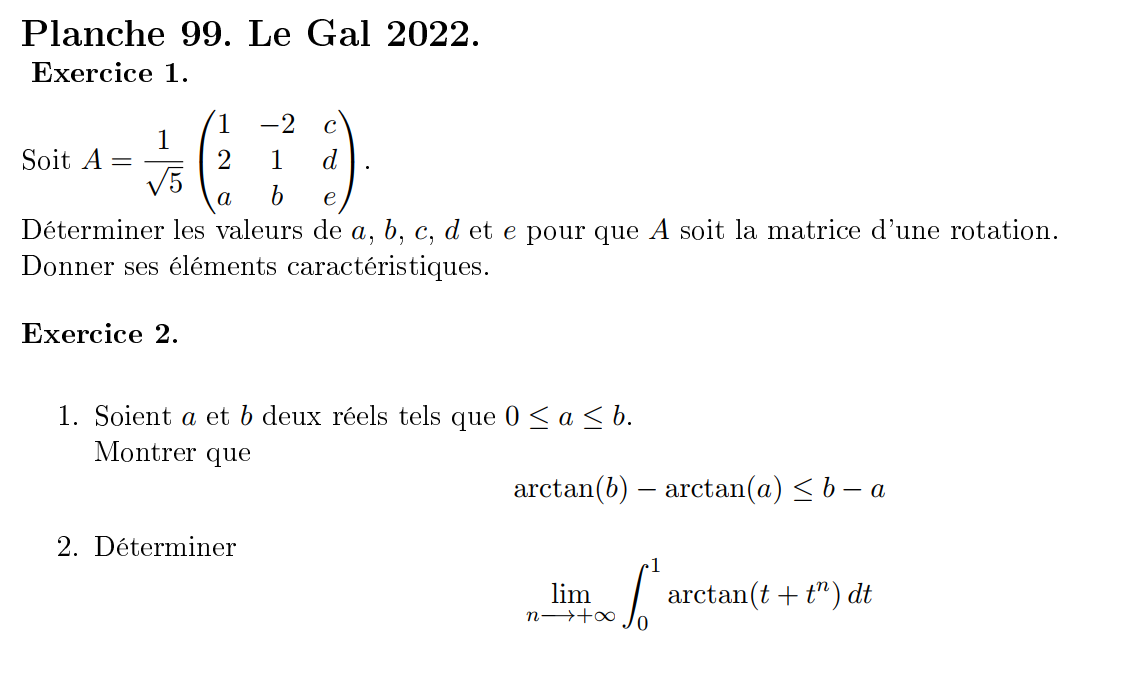 Planche 99. Le Gal 2022.
Exercice 1.
Soit $A = \frac{1}{\sqrt{5}} \begin{pmatrix} 1 & -2 & c \\ 2 & 1 & d \\ a & b & e \end{pmatrix}$.
Déterminer les valeurs de $a$, $b$, $c$, $d$ et $e$ pour que $A$ soit la matrice d'une rotation.
Donner ses éléments caractéristiques.
Exercice 2.
1. Soient $a$ et $b$ deux réels tels que $0 \leq a \leq b$.
Montrer que
$\arctan(b) - \arctan(a) \leq b - a$
2. Déterminer
$\lim_{n \longrightarrow +\infty} \int_0^1 \arctan(t + t^n) \, dt$